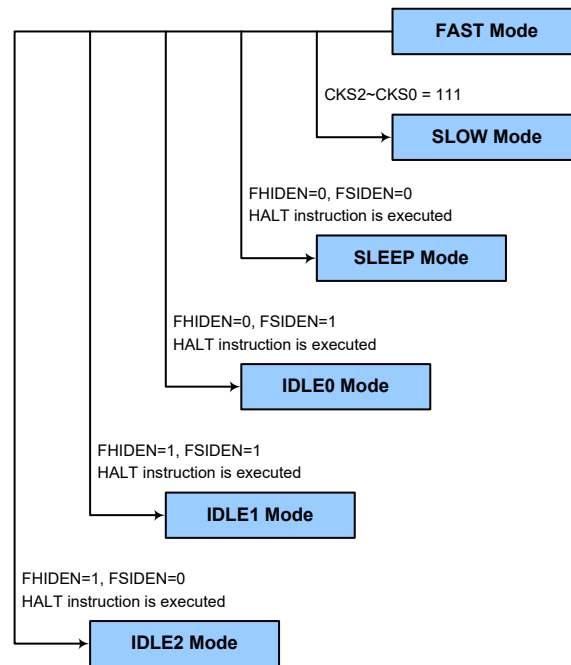 FAST Mode
CKS2~CKS0 = 111
SLOW Mode
FHIDEN=0, FSIDEN=0
HALT instruction is executed
SLEEP Mode
FHIDEN=0, FSIDEN=1
HALT instruction is executed
IDLE0 Mode
FHIDEN=1, FSIDEN=1
HALT instruction is executed
IDLE1 Mode
FHIDEN=1, FSIDEN=0
HALT instruction is executed
IDLE2 Mode